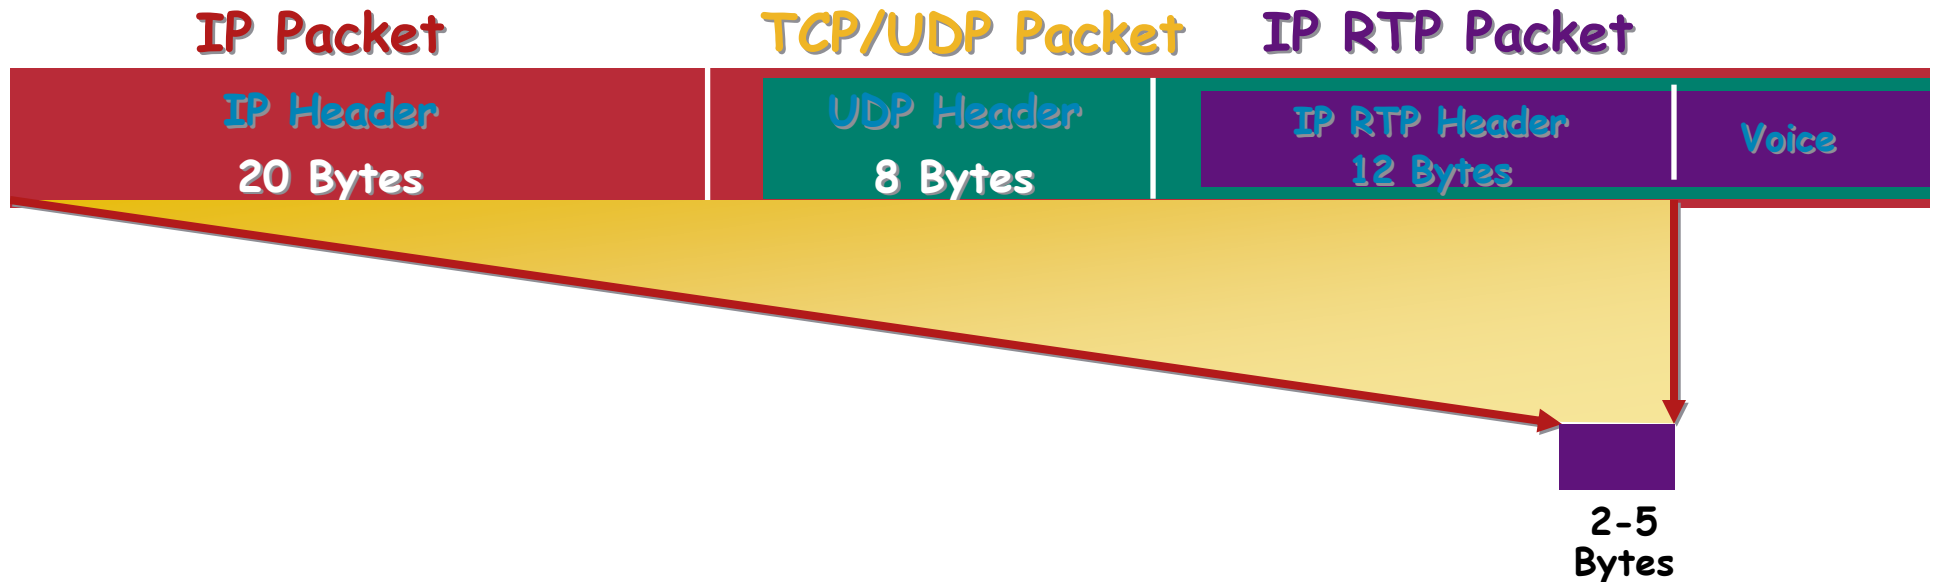 IP Packet
TCP/UDP Packet
IP RTP Packet
IP Header
20 Bytes
UDP Header
8 Bytes
IP RTP Header
12 Bytes
Voice
2-5
Bytes